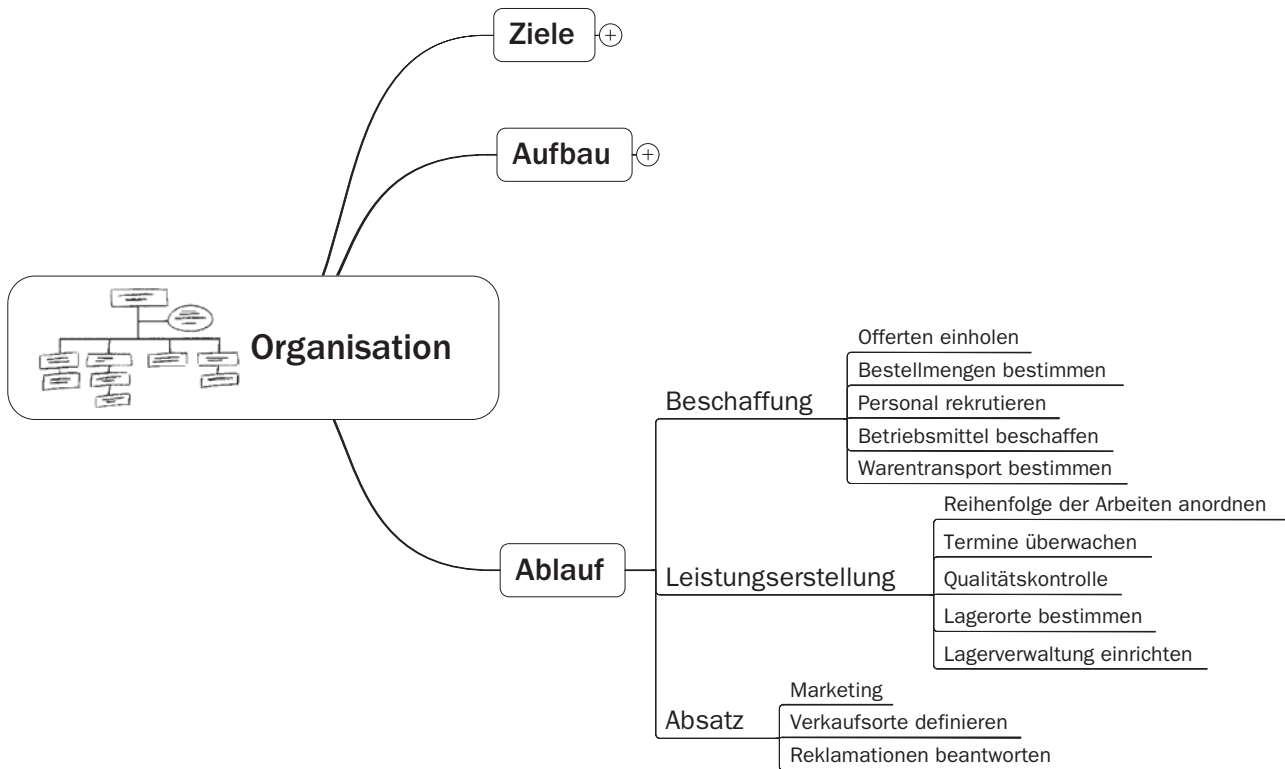 Ziele
Aufbau
Organisation
Ablauf
Beschaffung
Offerten einholen
Bestellmengen bestimmen
Personal rekrutieren
Betriebsmittel beschaffen
Warentransport bestimmen
Leistungserstellung
Reihenfolge der Arbeiten anordnen
Termine überwachen
Qualitätskontrolle
Lagerorte bestimmen
Lagerverwaltung einrichten
Absatz
Marketing
Verkaufsorte definieren
Reklamationen beantworten